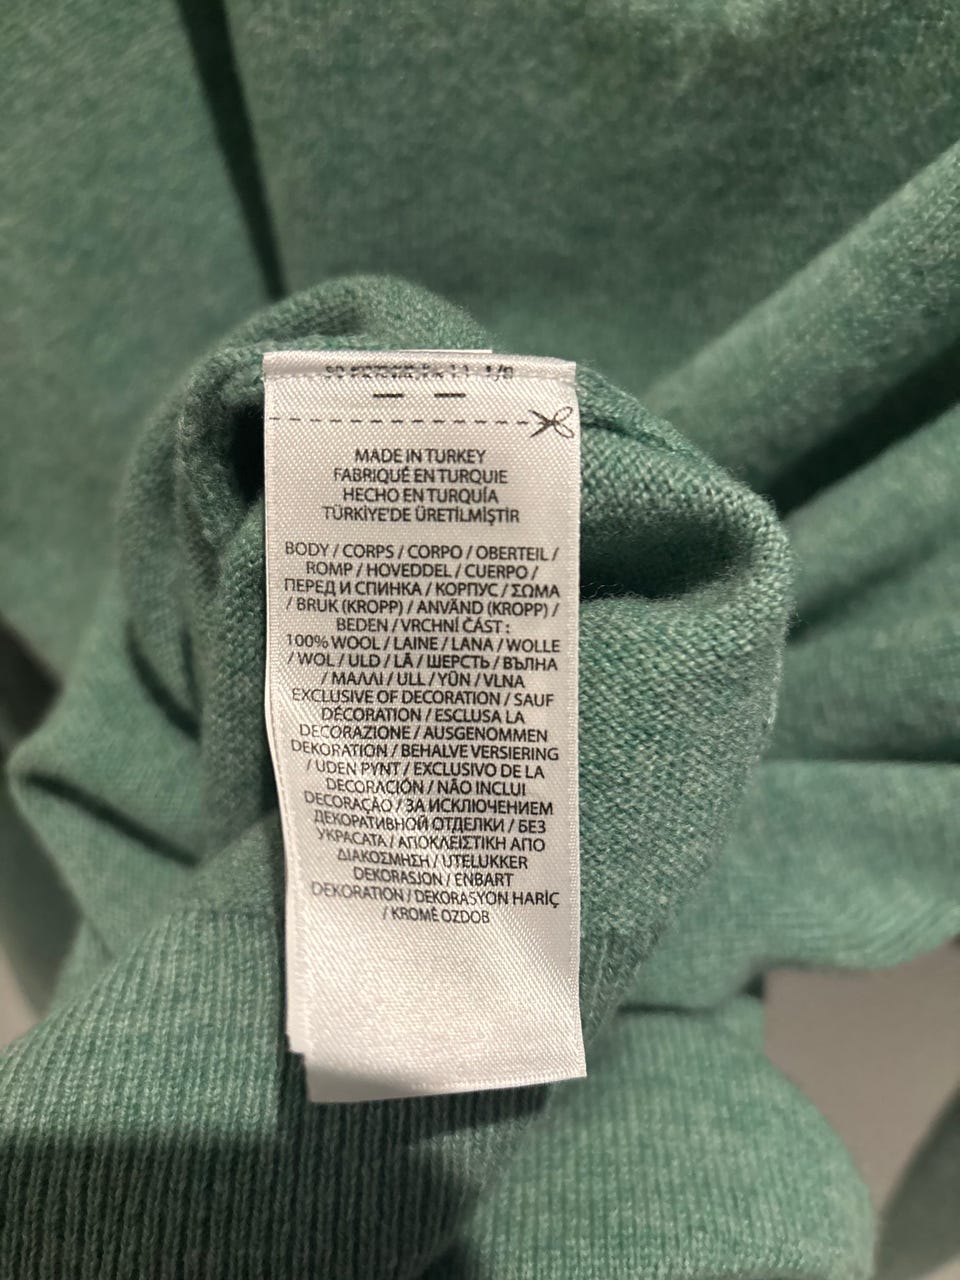 MADE IN TURKEY
FABRIQUÉ EN TURQUIE
HECHO EN TURQUÍA
TÜRKİYE'DE ÜRETİLMİŞTİR
BODY / CORPS / CORPO / OBERTEIL /
ROMP / HOVEDDEL / CUERPO /
ПЕРЕД И СПИНКА / КОРПУС / ΣΩΜΑ
/ BRUK (KROPP) / ANVÄND (KROPP) /
BEDEN / VRCHNÍ ČÁST :
100% WOOL / LAINE / LANA / WOLLE
/ WOL / ULD / LÃ / ШЕРСТЬ / ВЪЛНА
/ ΜΑΛΛΙ / ULL / YÜN / VLNA
EXCLUSIVE OF DECORATION / SAUF
DÉCORATION / ESCLUSA LA
DECORAZIONE / AUSGENOMMEN
DEKORATION / BEHALVE VERSIERING
/ UDEN PYNT / EXCLUSIVO DE LA
DECORACIÓN / NÃO INCLUI
DECORAÇÃO / ЗА ИСКЛЮЧЕНИЕМ
ДЕКОРАТИВНОЙ ОТДЕЛКИ / БЕЗ
УКРАСАТА / ΑΠΟΚΛΕΙΣΤΙΚΗ ΑΠΟ
ΔΙΑΚΟΣΜΗΣΗ / UTELUKKER
DEKORASJON / ENBART
DEKORATION / DEKORASYON HARİÇ
/ KROMĚ OZDOB